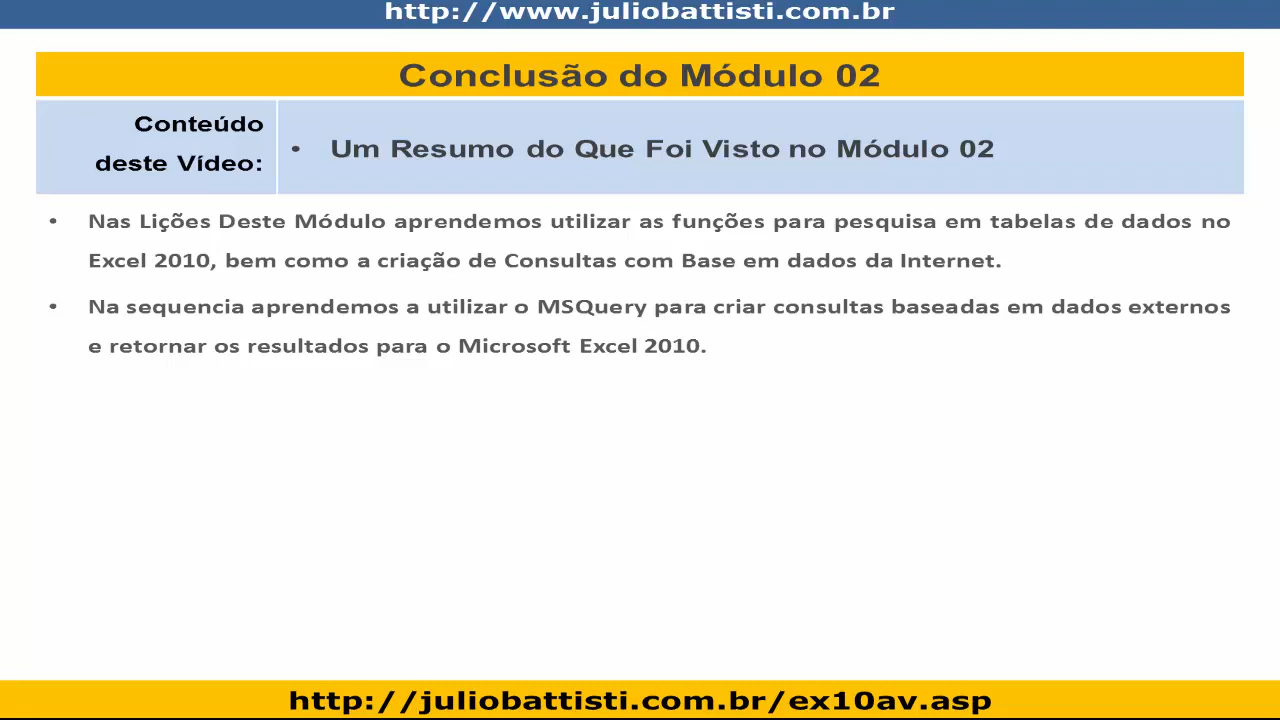 http://www.juliobattisti.com.br
Conclusão do Módulo 02
Conteúdo
deste Vídeo:
• Um Resumo do Que Foi Visto no Módulo 02
• Nas Lições Deste Módulo aprendemos utilizar as funções para pesquisa em tabelas de dados no
Excel 2010, bem como a criação de Consultas com Base em dados da Internet.
• Na sequencia aprendemos a utilizar o MSQuery para criar consultas baseadas em dados externos
e retornar os resultados para o Microsoft Excel 2010.
http://juliobattisti.com.br/ex10av.asp